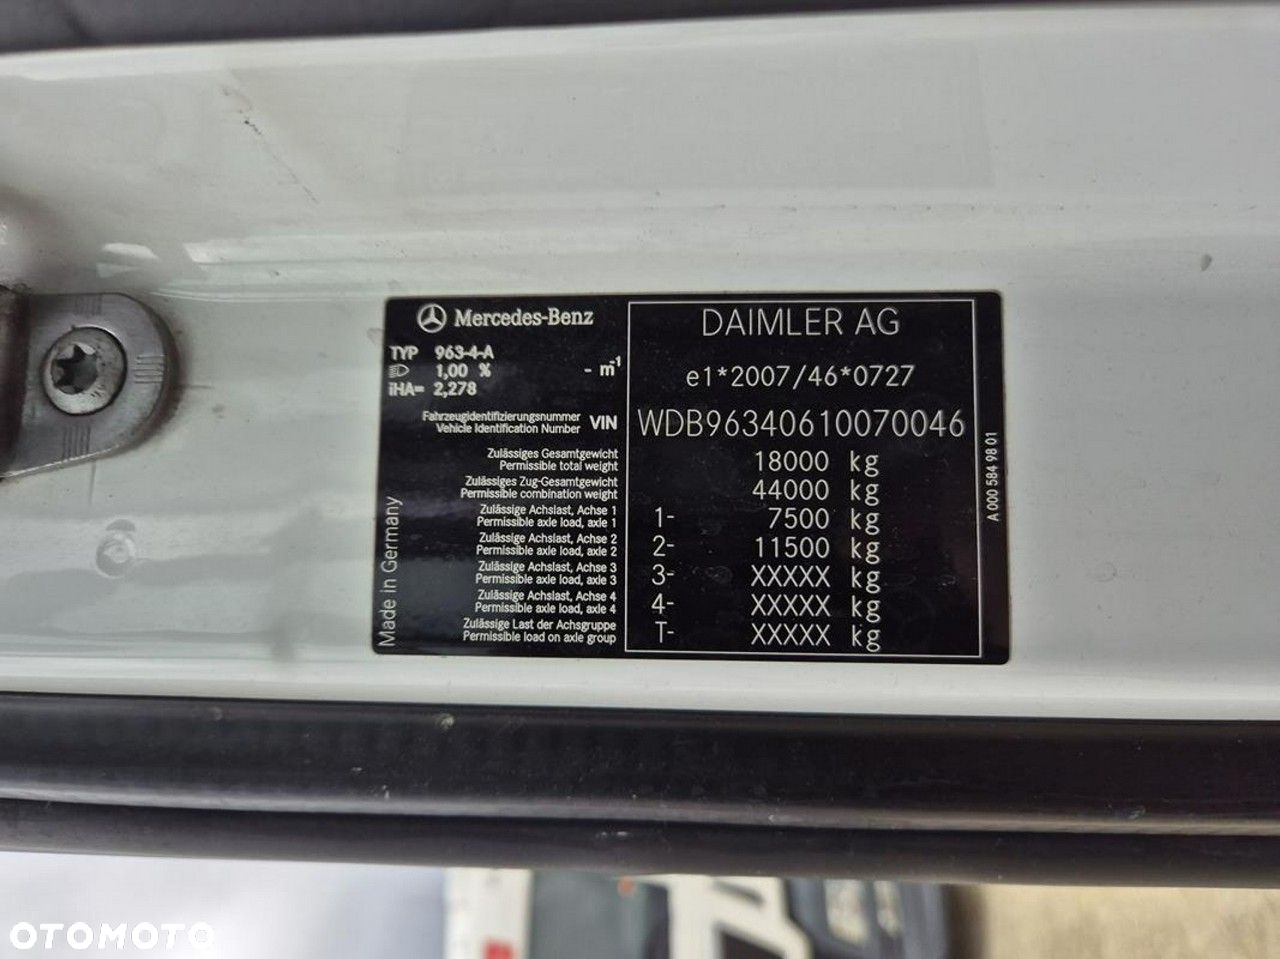 Mercedes-Benz
TYP 963-4-A
1,00 % - m⁻¹
iHA= 2,278
DAIMLER AG
e1*2007/46*0727
Fahrzeugidentifizierungsnummer
Vehicle Identification Number VIN WDB96340610070046
Zulässiges Gesamtgewicht
Permissible total weight 18000 kg
Zulässiges Zug-Gesamtgewicht
Permissible combination weight 44000 kg
Zulässige Achslast, Achse 1
Permissible axle load, axle 1 1- 7500 kg
Zulässige Achslast, Achse 2
Permissible axle load, axle 2 2- 11500 kg
Zulässige Achslast, Achse 3
Permissible axle load, axle 3 3- XXXXX kg
Zulässige Achslast, Achse 4
Permissible axle load, axle 4 4- XXXXX kg
Zulässige Last der Achsgruppe
Permissible load on axle group T- XXXXX kg
Made in Germany
A 000 584 98 01
OTOMOTO